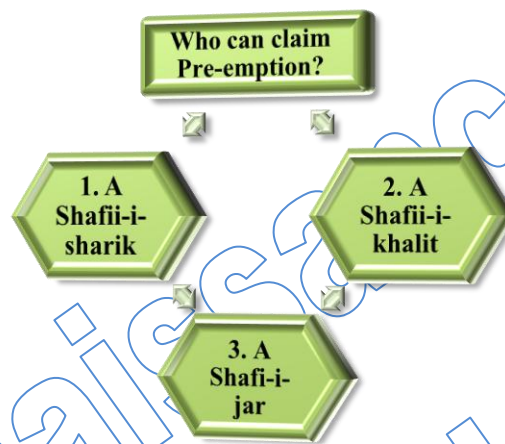 Who can claim
Pre-emption?
1. A
Shafii-i-
sharik
2. A
Shafii-i-
khalit
3. A
Shafi-i-
jar